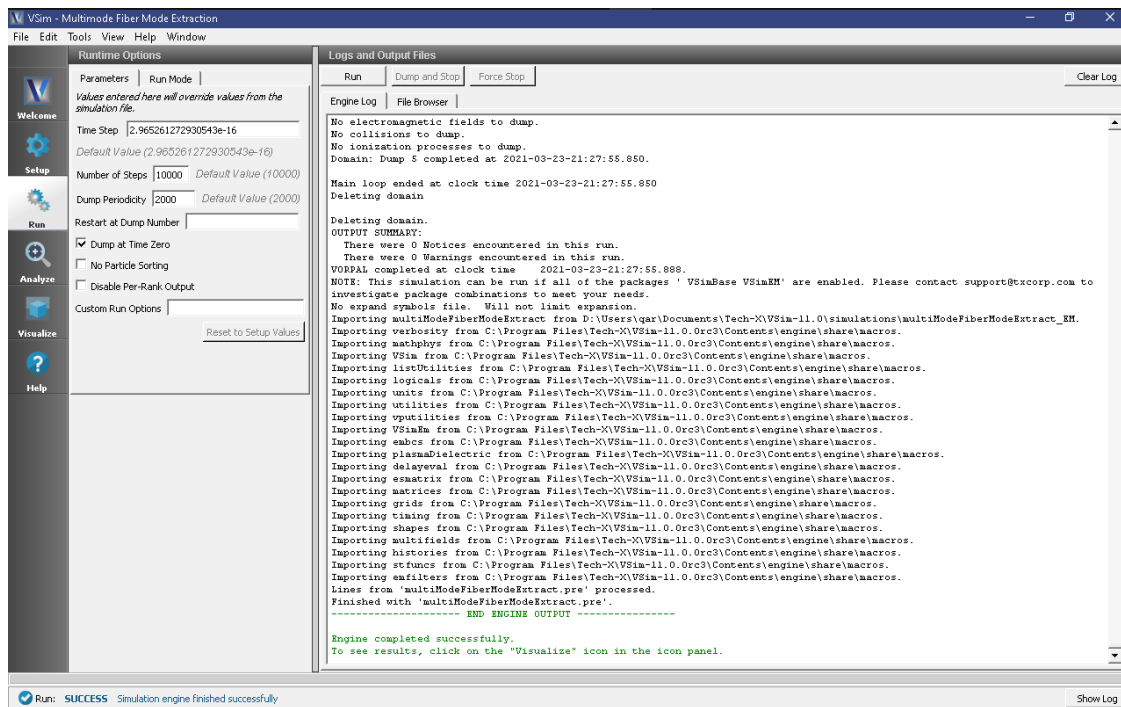 VSim - Multimode Fiber Mode Extraction
File Edit Tools View Help Window
Welcome
Setup
Run
Analyze
Visualize
Help
Runtime Options
Parameters Run Mode
Values entered here will override values from the
simulation file.
Time Step 2.965261272930543e-16
Default Value (2.965261272930543e-16)
Number of Steps 10000 Default Value (10000)
Dump Periodicity 2000 Default Value (2000)
Restart at Dump Number
Dump at Time Zero
No Particle Sorting
Disable Per-Rank Output
Custom Run Options
Reset to Setup Values
Logs and Output Files
Run Dump and Stop Force Stop Clear Log
Engine Log File Browser
No electromagnetic fields to dump.
No collisions to dump.
No ionization processes to dump.
Domain: Dump 5 completed at 2021-03-23-21:27:55.850.
Main loop ended at clock time 2021-03-23-21:27:55.850
Deleting domain
Deleting domain.
OUTPUT SUMMARY:
There were 0 Notices encountered in this run.
There were 0 Warnings encountered in this run.
VORPAL completed at clock time 2021-03-23-21:27:55.888.
NOTE: This simulation can be run if all of the packages ' VSimBase VSimEM' are enabled. Please contact support@txcorp.com to
investigate package combinations to meet your needs.
No expand symbols file. Will not limit expansion.
Importing multiModeFiberModeExtract from D:\Users\qar\Documents\Tech-X\VSim-11.0\simulations\multiModeFiberModeExtract_EM.
Importing verbosity from C:\Program Files\Tech-X\VSim-11.0.0rc3\Contents\engine\share\macros.
Importing mathphys from C:\Program Files\Tech-X\VSim-11.0.0rc3\Contents\engine\share\macros.
Importing VSim from C:\Program Files\Tech-X\VSim-11.0.0rc3\Contents\engine\share\macros.
Importing listUtilities from C:\Program Files\Tech-X\VSim-11.0.0rc3\Contents\engine\share\macros.
Importing logicals from C:\Program Files\Tech-X\VSim-11.0.0rc3\Contents\engine\share\macros.
Importing units from C:\Program Files\Tech-X\VSim-11.0.0rc3\Contents\engine\share\macros.
Importing utilities from C:\Program Files\Tech-X\VSim-11.0.0rc3\Contents\engine\share\macros.
Importing vputilities from C:\Program Files\Tech-X\VSim-11.0.0rc3\Contents\engine\share\macros.
Importing VSimEm from C:\Program Files\Tech-X\VSim-11.0.0rc3\Contents\engine\share\macros.
Importing embcs from C:\Program Files\Tech-X\VSim-11.0.0rc3\Contents\engine\share\macros.
Importing plasmaDielectric from C:\Program Files\Tech-X\VSim-11.0.0rc3\Contents\engine\share\macros.
Importing delayeval from C:\Program Files\Tech-X\VSim-11.0.0rc3\Contents\engine\share\macros.
Importing esmatrix from C:\Program Files\Tech-X\VSim-11.0.0rc3\Contents\engine\share\macros.
Importing matrices from C:\Program Files\Tech-X\VSim-11.0.0rc3\Contents\engine\share\macros.
Importing grids from C:\Program Files\Tech-X\VSim-11.0.0rc3\Contents\engine\share\macros.
Importing timing from C:\Program Files\Tech-X\VSim-11.0.0rc3\Contents\engine\share\macros.
Importing shapes from C:\Program Files\Tech-X\VSim-11.0.0rc3\Contents\engine\share\macros.
Importing multifields from C:\Program Files\Tech-X\VSim-11.0.0rc3\Contents\engine\share\macros.
Importing histories from C:\Program Files\Tech-X\VSim-11.0.0rc3\Contents\engine\share\macros.
Importing stfuncs from C:\Program Files\Tech-X\VSim-11.0.0rc3\Contents\engine\share\macros.
Importing emfilters from C:\Program Files\Tech-X\VSim-11.0.0rc3\Contents\engine\share\macros.
Lines from 'multiModeFiberModeExtract.pre' processed.
Finished with 'multiModeFiberModeExtract.pre'.
-------------------- END ENGINE OUTPUT ----------------
Engine completed successfully.
To see results, click on the "Visualize" icon in the icon panel.
Run: SUCCESS Simulation engine finished successfully
Show Log